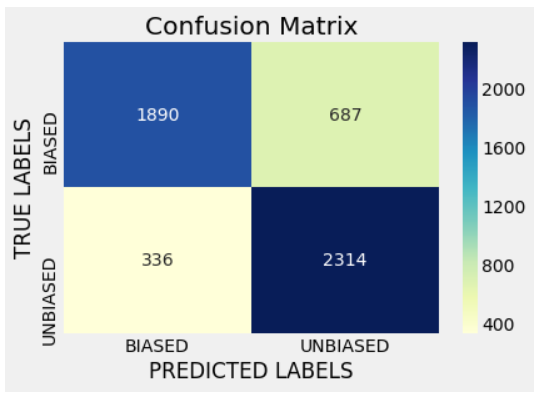 Confusion Matrix
TRUE LABELS
BIASED
UNBIASED
1890 687
336 2314
BIASED UNBIASED
PREDICTED LABELS
2000
1600
1200
800
400